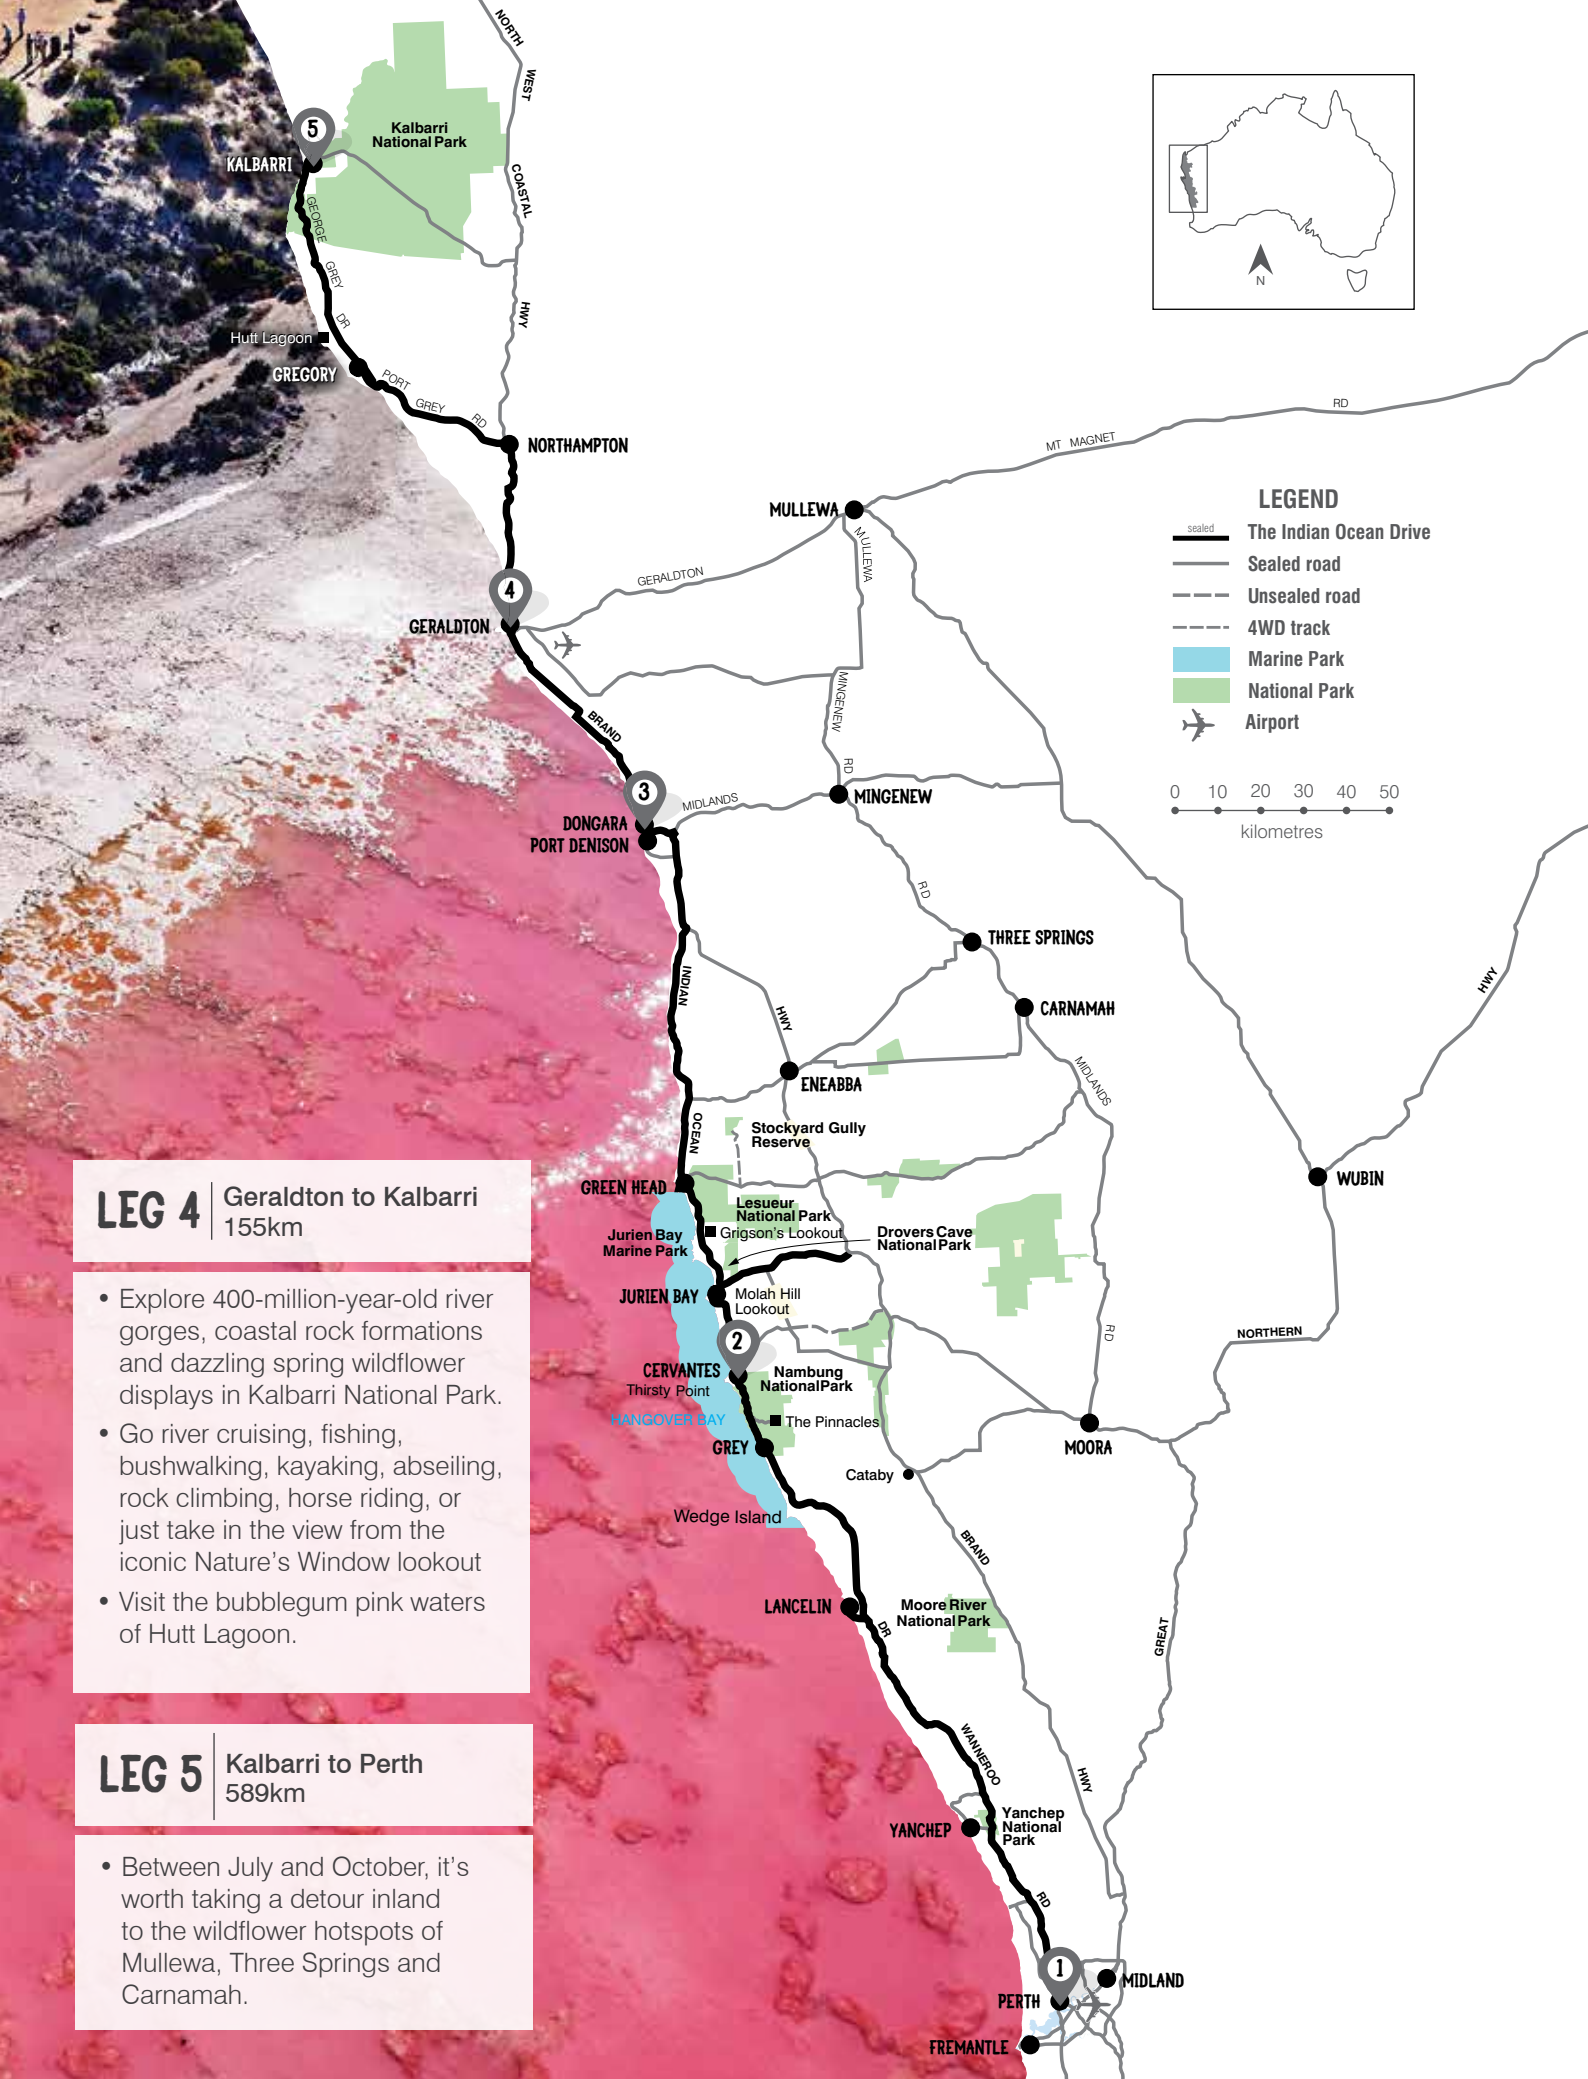 NORTH
WEST
COASTAL
HWY
5
KALBARRI
Kalbarri
National Park
GEORGE
GREY
DR
Hutt Lagoon
GREGORY
PORT
GREY
RD
NORTHAMPTON
N
RD
MT MAGNET
MULLEWA
MULLEWA
GERALDTON
4
GERALDTON
LEGEND
sealed
The Indian Ocean Drive
Sealed road
Unsealed road
4WD track
Marine Park
National Park
Airport
0 10 20 30 40 50
kilometres
MINGENEW
RD
BRAND
3
MIDLANDS
MINGENEW
DONGARA
PORT DENISON
RD
THREE SPRINGS
INDIAN
HWY
CARNAMAH
HWY
ENEABBA
MIDLANDS
OCEAN
Stockyard Gully
Reserve
GREEN HEAD
WUBIN
Lesueur
National Park
Grigson's Lookout
Jurien Bay
Marine Park
Drovers Cave
National Park
JURIEN BAY
Molah Hill
Lookout
RD
NORTHERN
2
CERVANTES
Thirsty Point
Nambung
National Park
HANGOVER BAY
The Pinnacles
GREY
MOORA
Cataby
Wedge Island
BRAND
LANCELIN
DR
Moore River
National Park
GREAT
WANNEROO
HWY
YANCHEP
Yanchep
National
Park
RD
1
PERTH
MIDLAND
FREMANTLE
LEG 4
Geraldton to Kalbarri
155km
• Explore 400-million-year-old river
gorges, coastal rock formations
and dazzling spring wildflower
displays in Kalbarri National Park.
• Go river cruising, fishing,
bushwalking, kayaking, abseiling,
rock climbing, horse riding, or
just take in the view from the
iconic Nature's Window lookout
• Visit the bubblegum pink waters
of Hutt Lagoon.
LEG 5
Kalbarri to Perth
589km
• Between July and October, it's
worth taking a detour inland
to the wildflower hotspots of
Mullewa, Three Springs and
Carnamah.